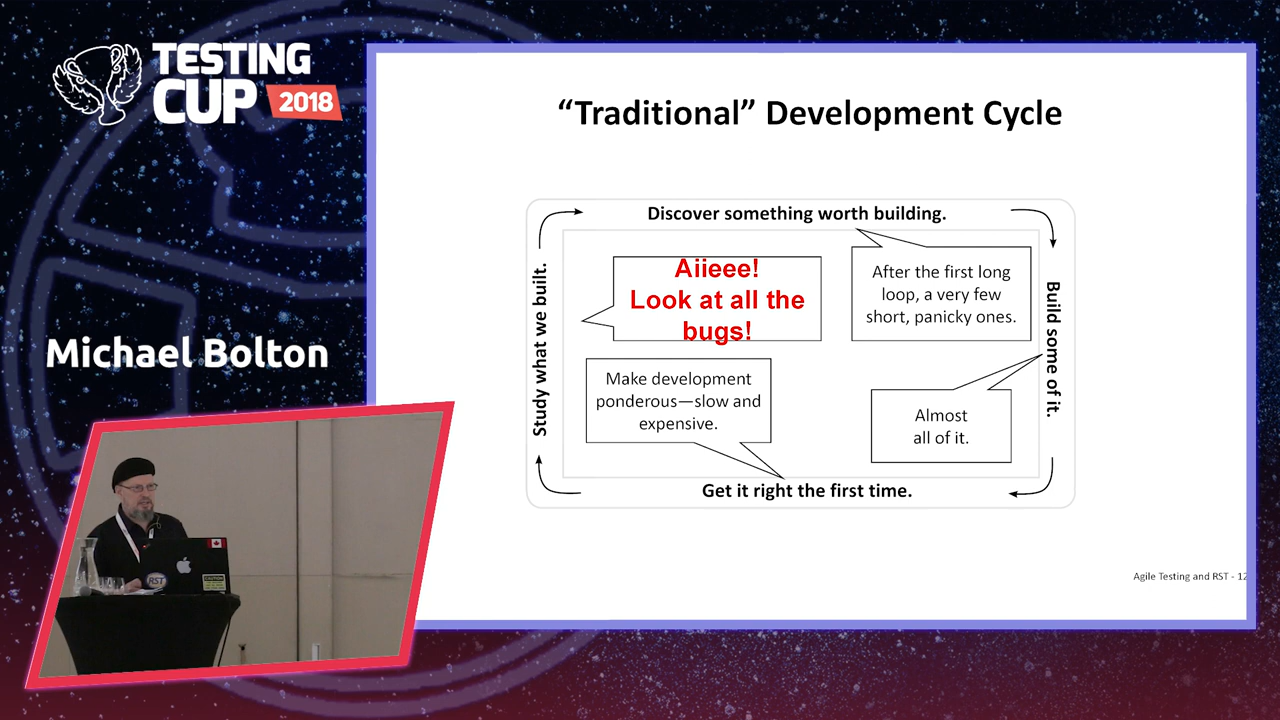 TESTING
CUP 2018
Michael Bolton
“Traditional” Development Cycle
Discover something worth building.
Aiieee!
Look at all the
bugs!
After the first long
loop, a very few
short, panicky ones.
Build some of it.
Study what we built.
Make development
ponderous—slow and
expensive.
Almost
all of it.
Get it right the first time.
Agile Testing and RST - 12
RST
CAUTION